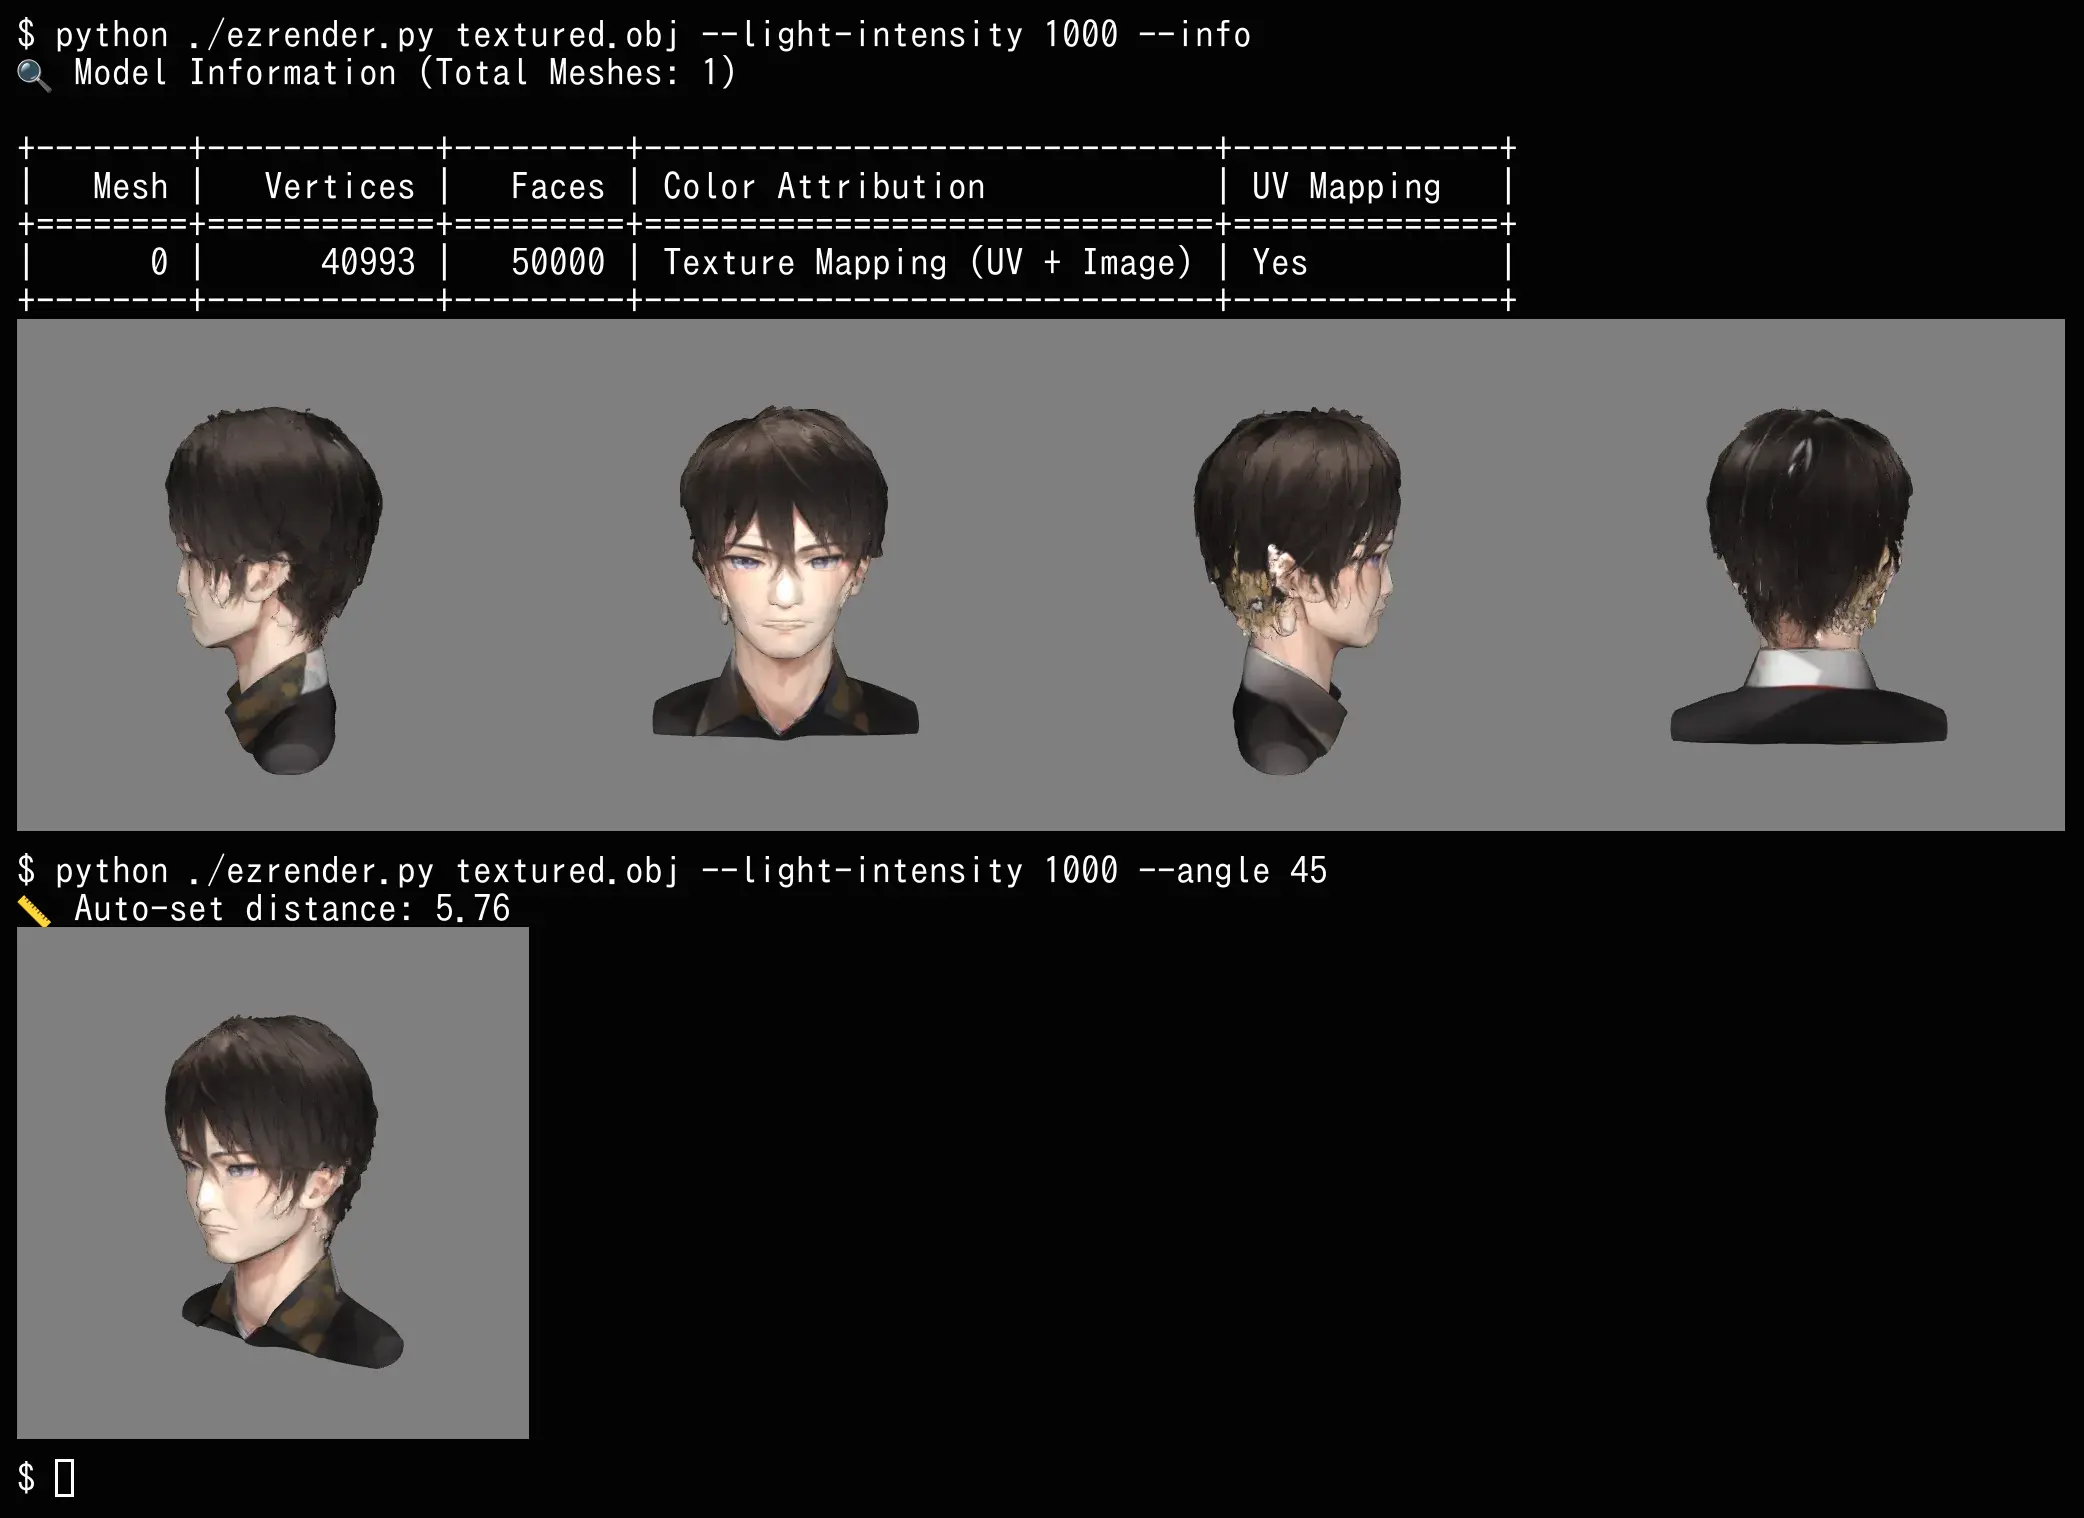 $ python ./ezrender.py textured.obj --light-intensity 1000 --info
🔍 Model Information (Total Meshes: 1)
+--------+------------+---------+------------------------------+--------------+
|   Mesh |   Vertices |   Faces | Color Attribution            | UV Mapping   |
+========+============+=========+==============================+==============+
|      0 |      40993 |   50000 | Texture Mapping (UV + Image) | Yes          |
+--------+------------+---------+------------------------------+--------------+
$ python ./ezrender.py textured.obj --light-intensity 1000 --angle 45
📏 Auto-set distance: 5.76
$